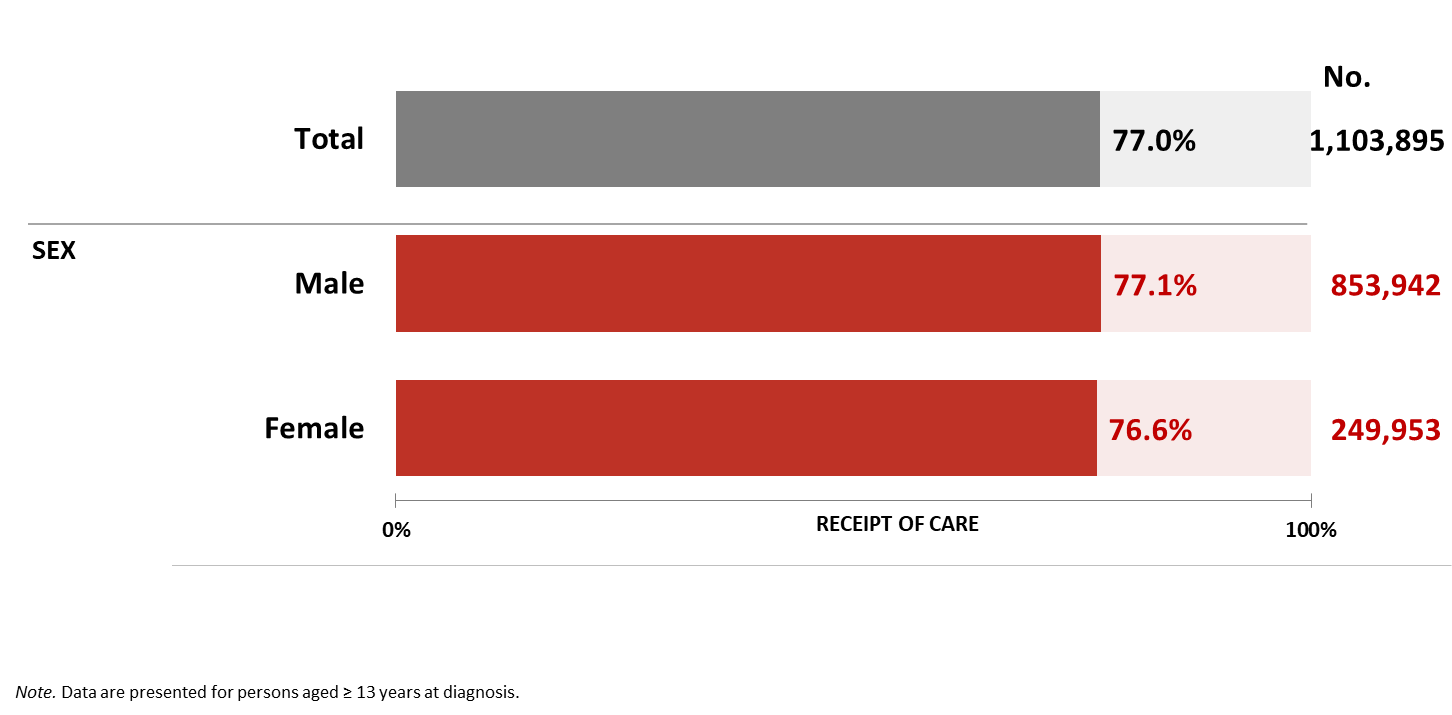 No.
Total 77.0% 1,103,895
SEX
Male 77.1% 853,942
Female 76.6% 249,953
0% RECEIPT OF CARE 100%
Note. Data are presented for persons aged ≥ 13 years at diagnosis.